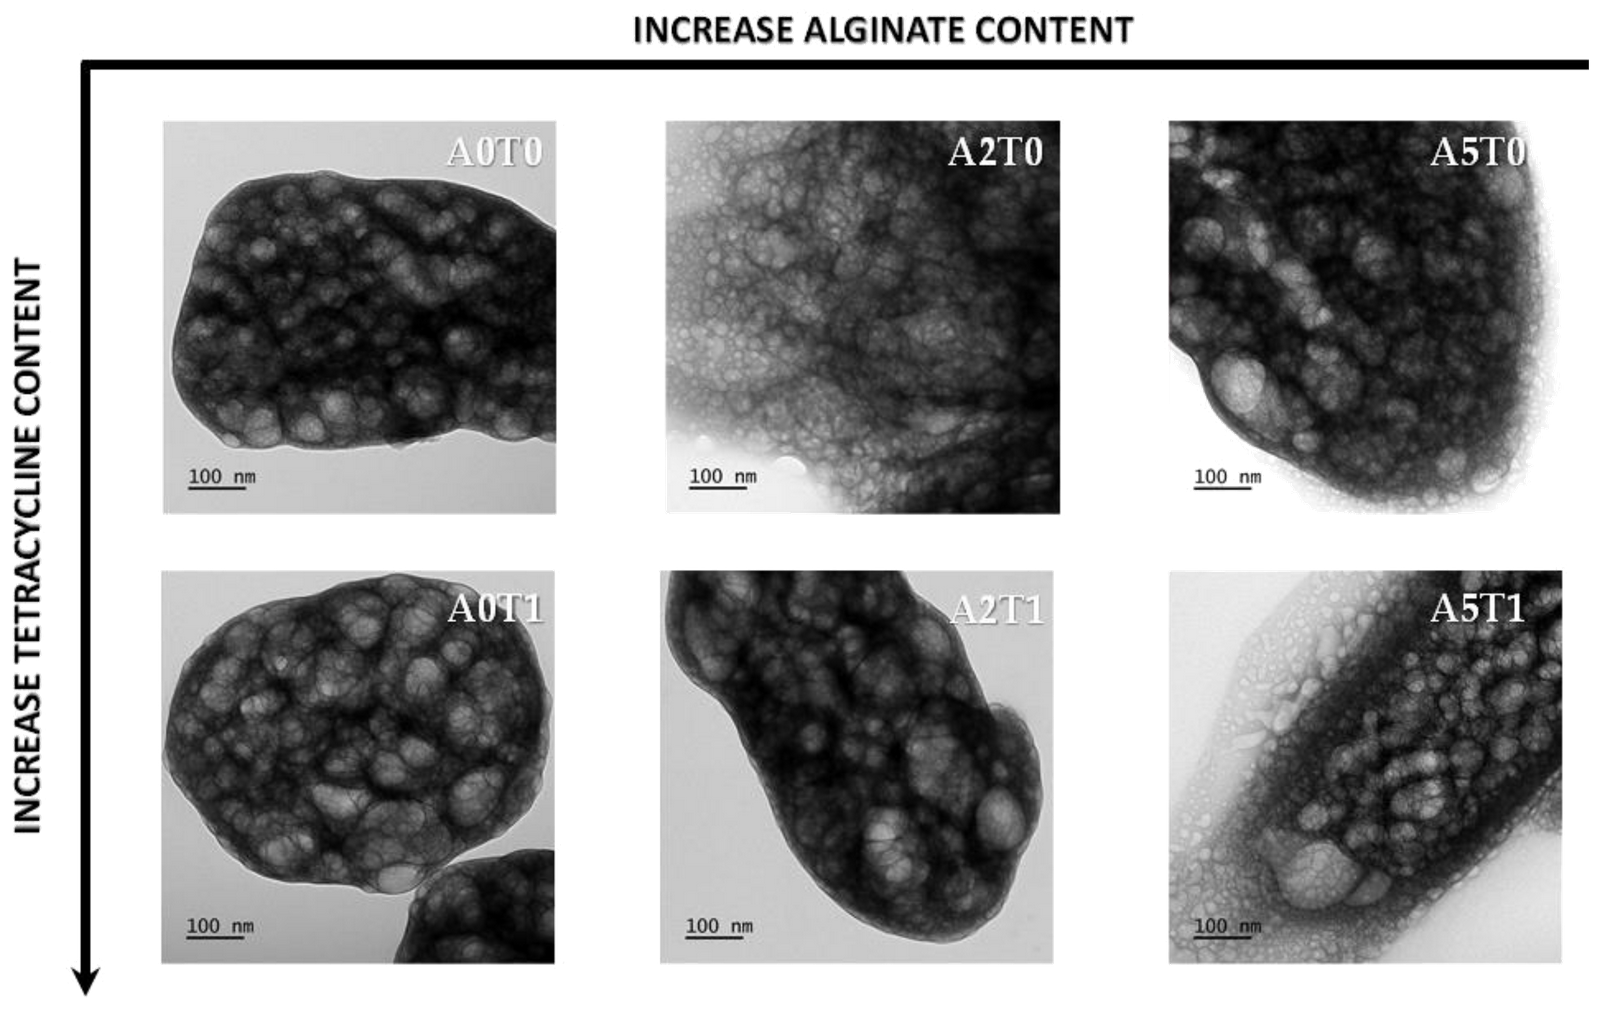 INCREASE ALGINATE CONTENT
INCREASE TETRACYCLINE CONTENT
A0T0
100 nm
A2T0
100 nm
A5T0
100 nm
A0T1
100 nm
A2T1
100 nm
A5T1
100 nm